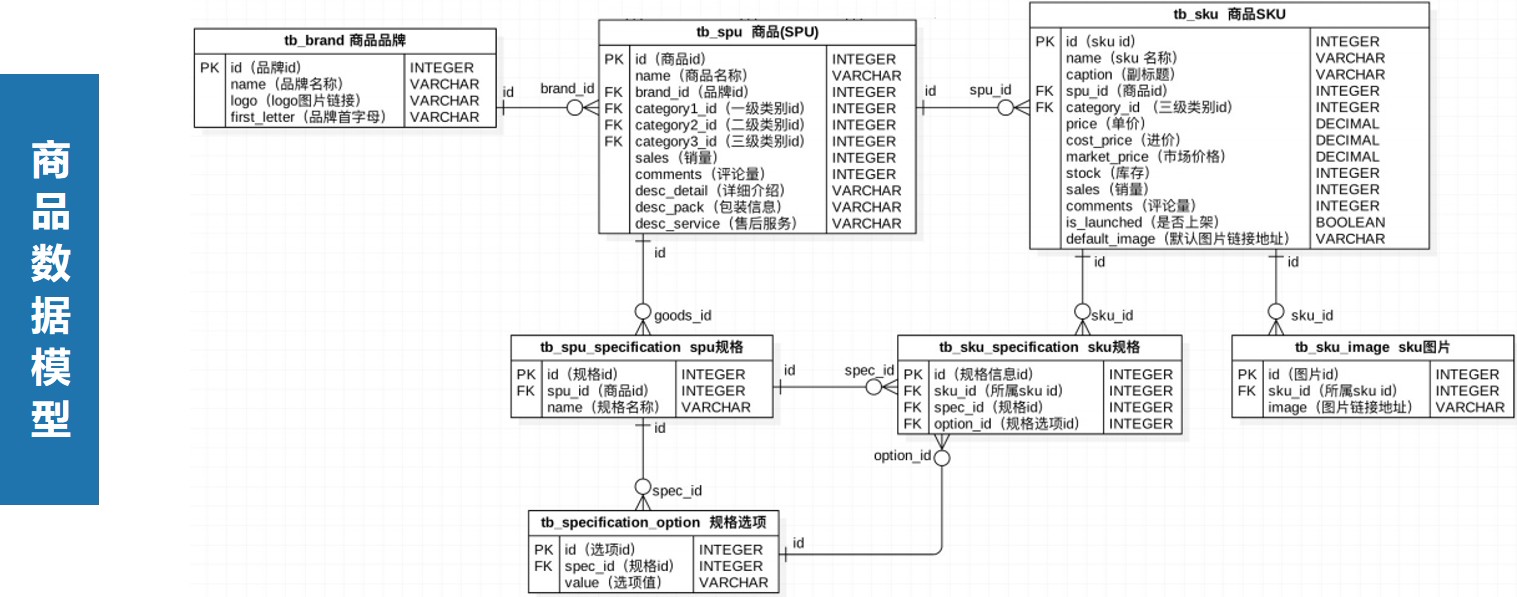 商品数据模型
tb_brand 商品品牌
PK id（品牌id） INTEGER
name（品牌名称） VARCHAR
logo（logo图片链接） VARCHAR
first_letter（品牌首字母） VARCHAR
id
brand_id
tb_spu 商品(SPU)
PK id（商品id） INTEGER
name（商品名称） VARCHAR
FK brand_id（品牌id） INTEGER
FK category1_id（一级类别id） INTEGER
FK category2_id（二级类别id） INTEGER
FK category3_id（三级类别id） INTEGER
sales（销量） INTEGER
comments（评论量） INTEGER
desc_detail（详细介绍） VARCHAR
desc_pack（包装信息） VARCHAR
desc_service（售后服务） VARCHAR
id
spu_id
tb_sku 商品SKU
PK id（sku id） INTEGER
name（sku 名称） VARCHAR
caption（副标题） VARCHAR
FK spu_id（商品id） INTEGER
FK category_id （三级类别id） INTEGER
price（单价） DECIMAL
cost_price（进价） DECIMAL
market_price（市场价格） DECIMAL
stock（库存） INTEGER
sales（销量） INTEGER
comments（评论量） INTEGER
is_launched（是否上架） BOOLEAN
default_image（默认图片链接地址） VARCHAR
id
goods_id
id
sku_id
id
sku_id
tb_spu_specification spu规格
PK id（规格id） INTEGER
FK spu_id（商品id） INTEGER
name（规格名称） VARCHAR
id
spec_id
tb_sku_specification sku规格
PK id（规格信息id） INTEGER
FK sku_id（所属sku id） INTEGER
FK spec_id（规格id） INTEGER
FK option_id（规格选项id） INTEGER
tb_sku_image sku图片
PK id（图片id） INTEGER
FK sku_id（所属sku id） INTEGER
image（图片链接地址） VARCHAR
id
spec_id
option_id
tb_specification_option 规格选项
PK id（选项id） INTEGER
FK spec_id（规格id） INTEGER
value（选项值） VARCHAR
id